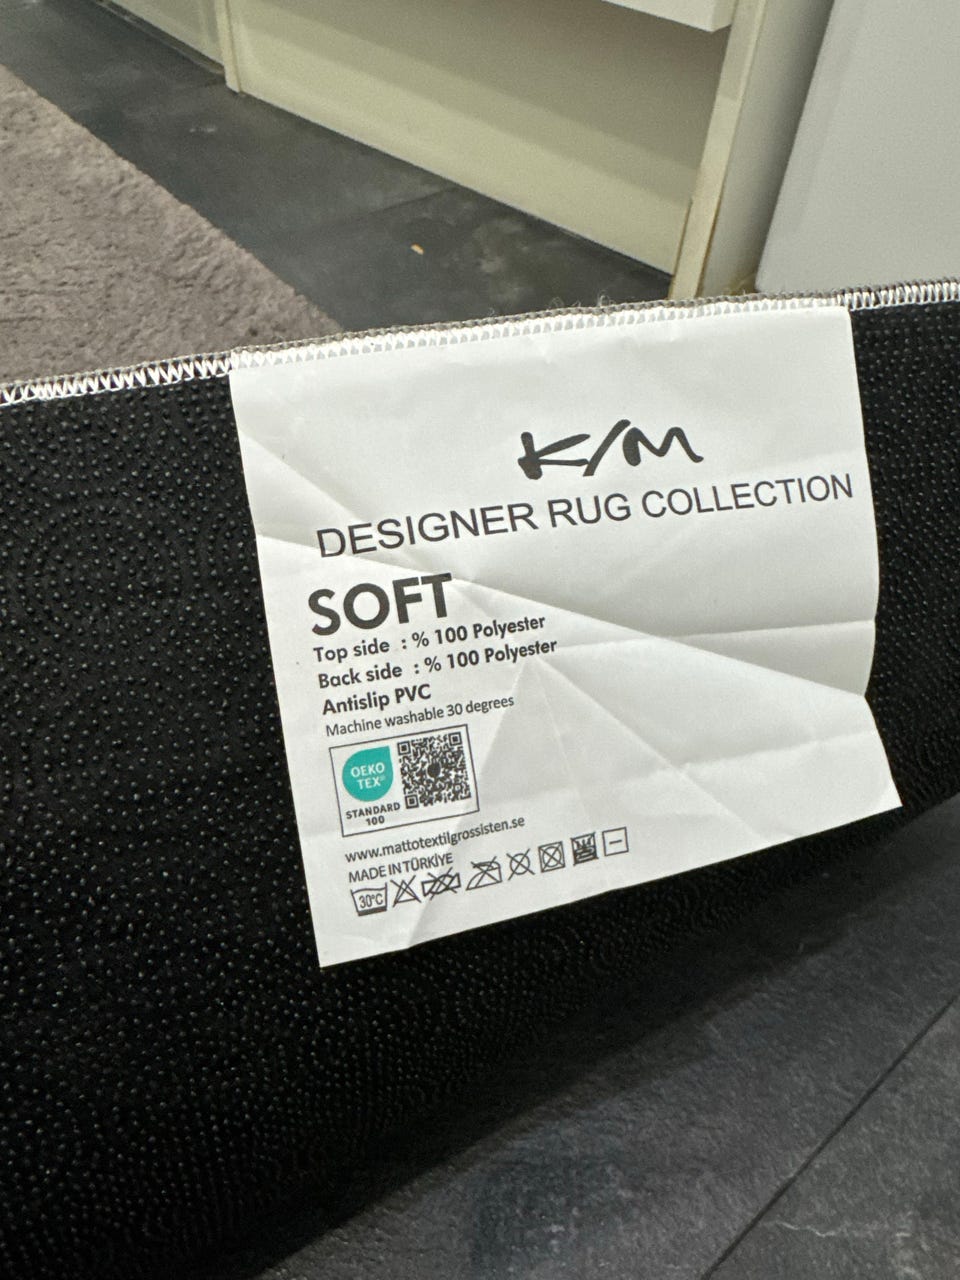 K/M
DESIGNER RUG COLLECTION
SOFT
Top side : % 100 Polyester
Back side : % 100 Polyester
Antislip PVC
Machine washable 30 degrees
OEKO
TEX®
STANDARD
100
www.mattotextilgrossisten.se
MADE IN TÜRKİYE
30°C